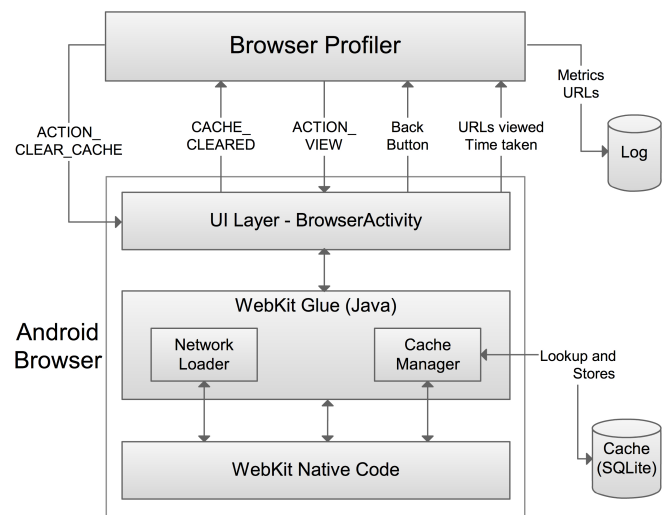 Browser Profiler
Metrics
URLs
ACTION_
CLEAR_CACHE
CACHE_
CLEARED
ACTION_
VIEW
Back
Button
URLs viewed
Time taken
Log
UI Layer - BrowserActivity
Android
Browser
WebKit Glue (Java)
Network
Loader
Cache
Manager
Lookup and
Stores
Cache
(SQLite)
WebKit Native Code